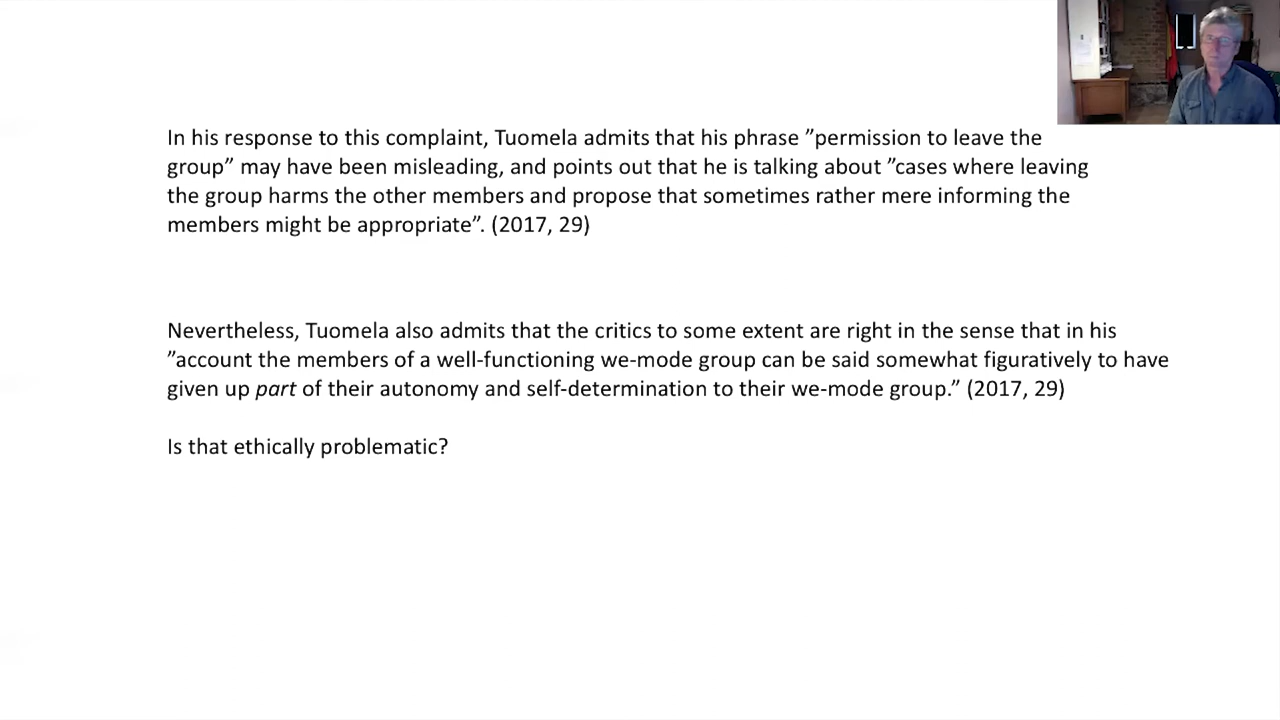 In his response to this complaint, Tuomela admits that his phrase ”permission to leave the
group” may have been misleading, and points out that he is talking about ”cases where leaving
the group harms the other members and propose that sometimes rather mere informing the
members might be appropriate”. (2017, 29)
Nevertheless, Tuomela also admits that the critics to some extent are right in the sense that in his
”account the members of a well-functioning we-mode group can be said somewhat figuratively to have
given up part of their autonomy and self-determination to their we-mode group.” (2017, 29)
Is that ethically problematic?